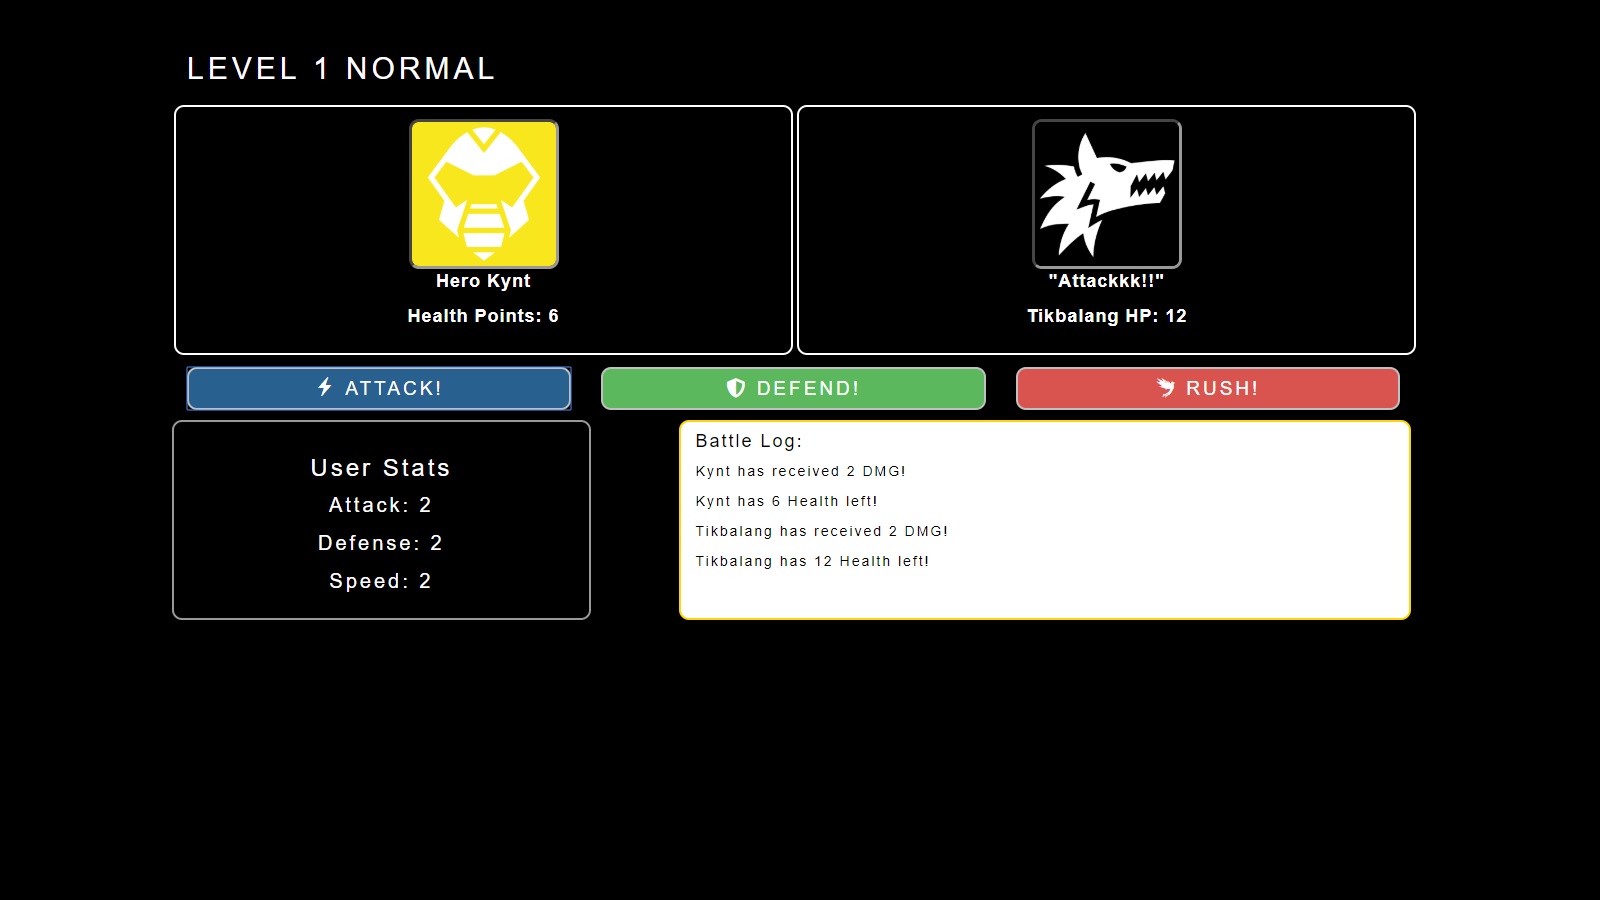 LEVEL 1 NORMAL
Hero Kynt
Health Points: 6
"Attackkk!!"
Tikbalang HP: 12
ATTACK!
DEFEND!
RUSH!
User Stats
Attack: 2
Defense: 2
Speed: 2
Battle Log:
Kynt has received 2 DMG!
Kynt has 6 Health left!
Tikbalang has received 2 DMG!
Tikbalang has 12 Health left!